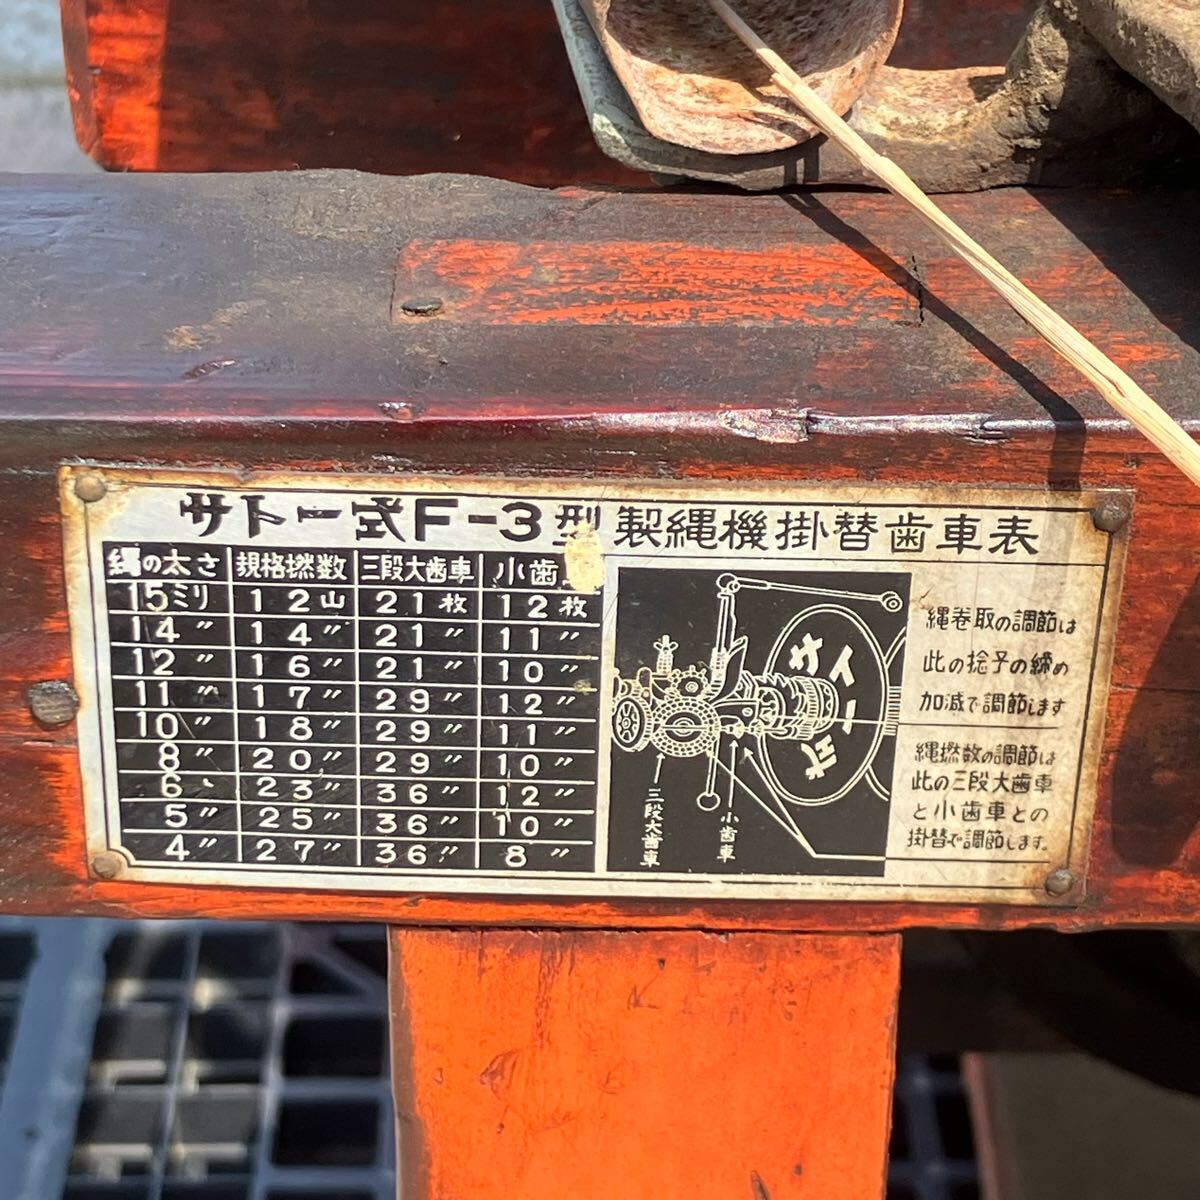 サトー式F-3型 製縄機掛替歯車表
縄の太さ 規格撚数 三段大歯車 小歯
15ミリ 12山 21枚 12枚
14〃 14〃 21〃 11〃
12〃 16〃 21〃 10〃
11〃 17〃 29〃 12〃
10〃 18〃 29〃 11〃
8〃 20〃 29〃 10〃
6〃 23〃 36〃 12〃
5〃 25〃 36〃 10〃
4〃 27〃 36〃 8〃
サトー式
三段大歯車
小歯車
縄巻取の調節は
此の捻子の締め
加減で調節します
縄撚数の調節は
此の三段大歯車
と小歯車との
掛替で調節します。